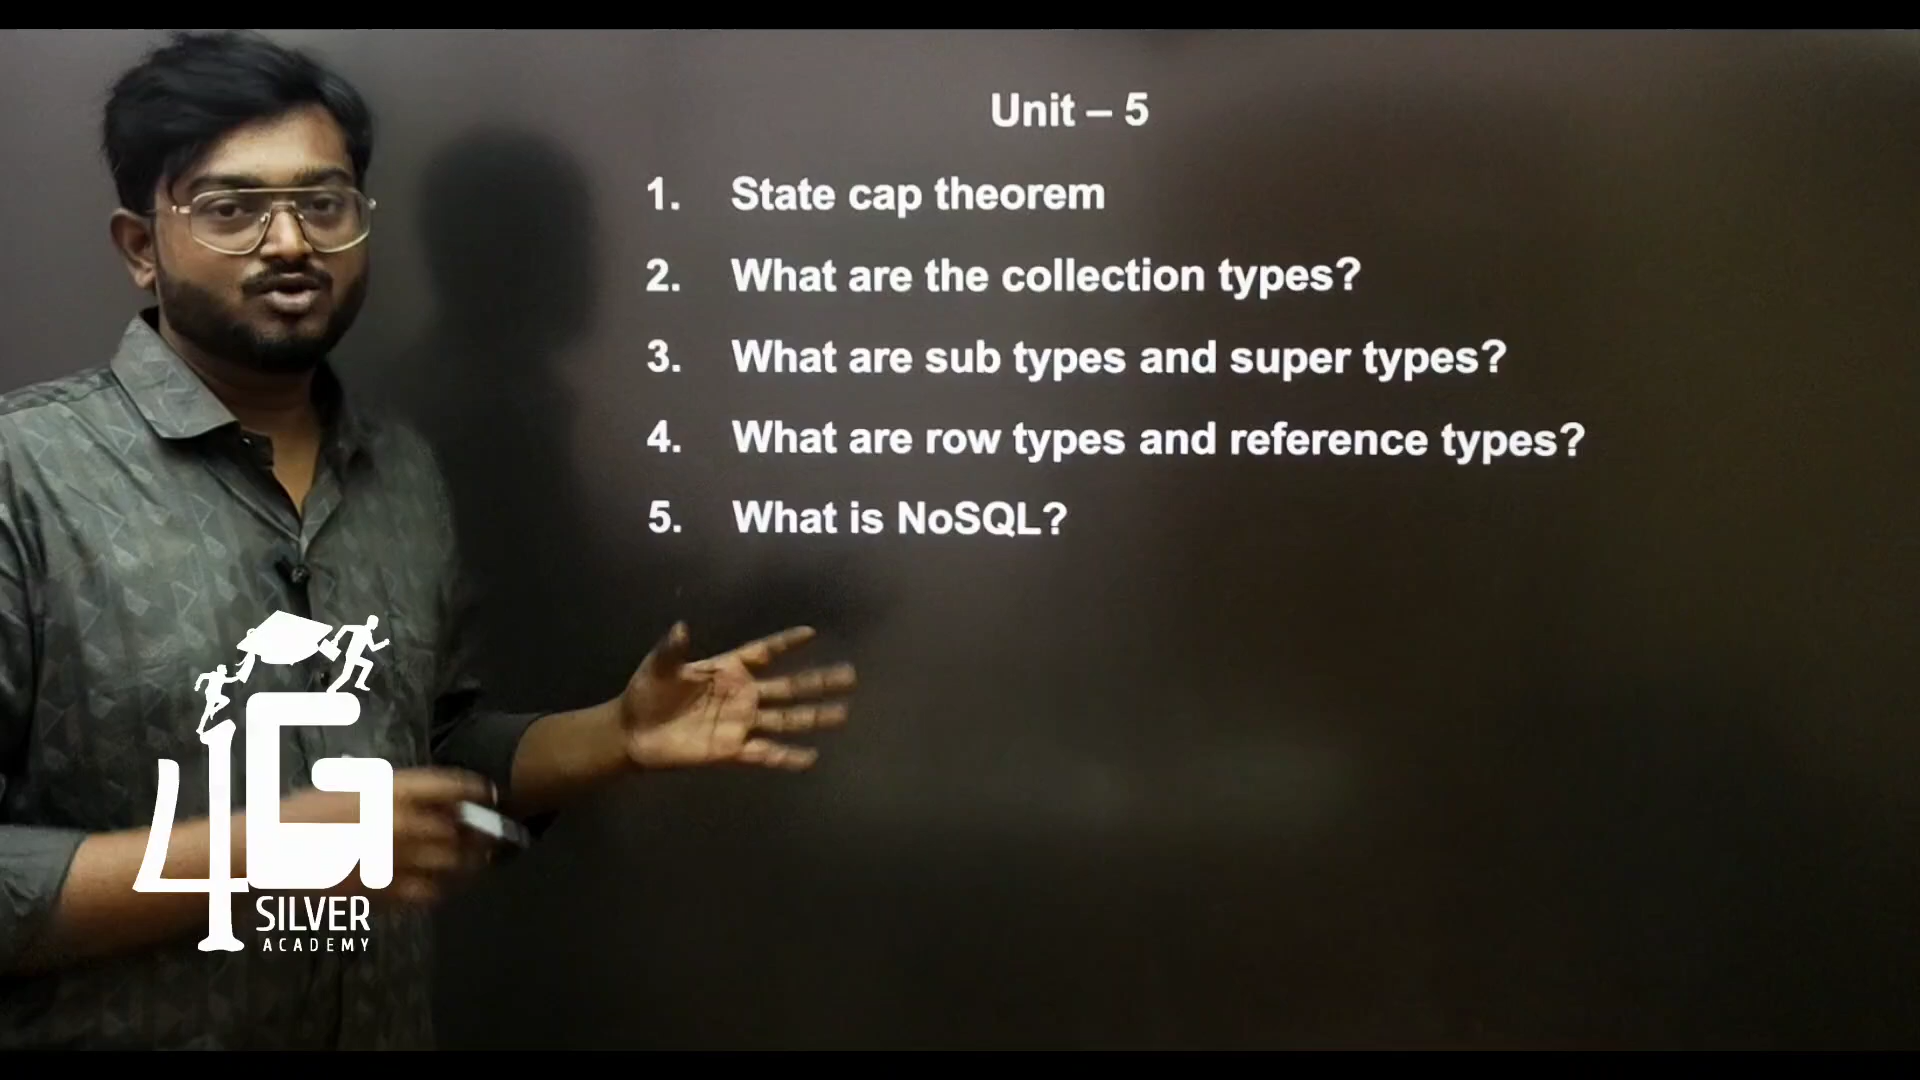 Unit – 5
1. State cap theorem
2. What are the collection types?
3. What are sub types and super types?
4. What are row types and reference types?
5. What is NoSQL?
4G
SILVER
ACADEMY